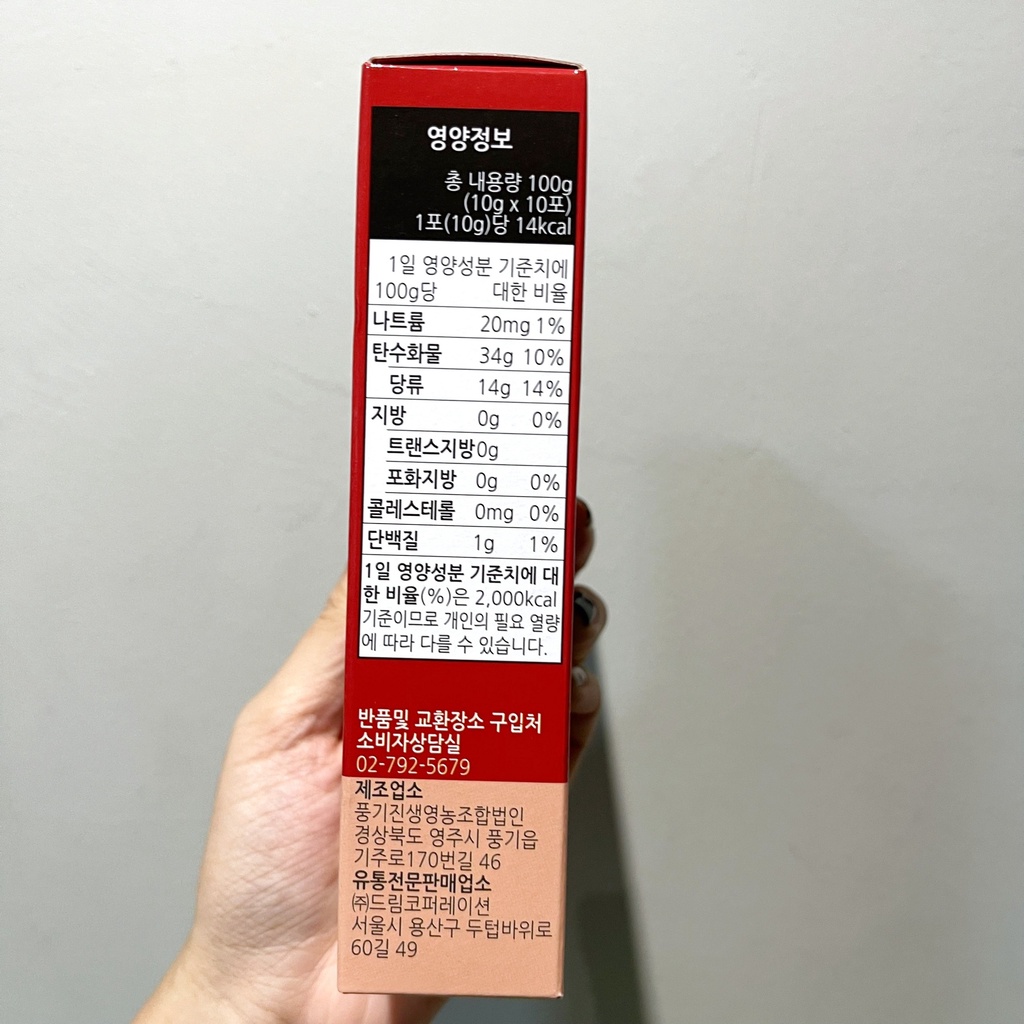 영양정보
총 내용량 100g
(10g x 10포)
1포(10g)당 14kcal
1일 영양성분 기준치에
100g당 대한 비율
나트륨 20mg 1%
탄수화물 34g 10%
당류 14g 14%
지방 0g 0%
트랜스지방 0g
포화지방 0g 0%
콜레스테롤 0mg 0%
단백질 1g 1%
1일 영양성분 기준치에 대
한 비율(%)은 2,000kcal
기준이므로 개인의 필요 열량
에 따라 다를 수 있습니다.
반품및 교환장소 구입처
소비자상담실
02-792-5679
제조업소
풍기진생영농조합법인
경상북도 영주시 풍기읍
기주로170번길 46
유통전문판매업소
㈜드림코퍼레이션
서울시 용산구 두텁바위로
60길 49